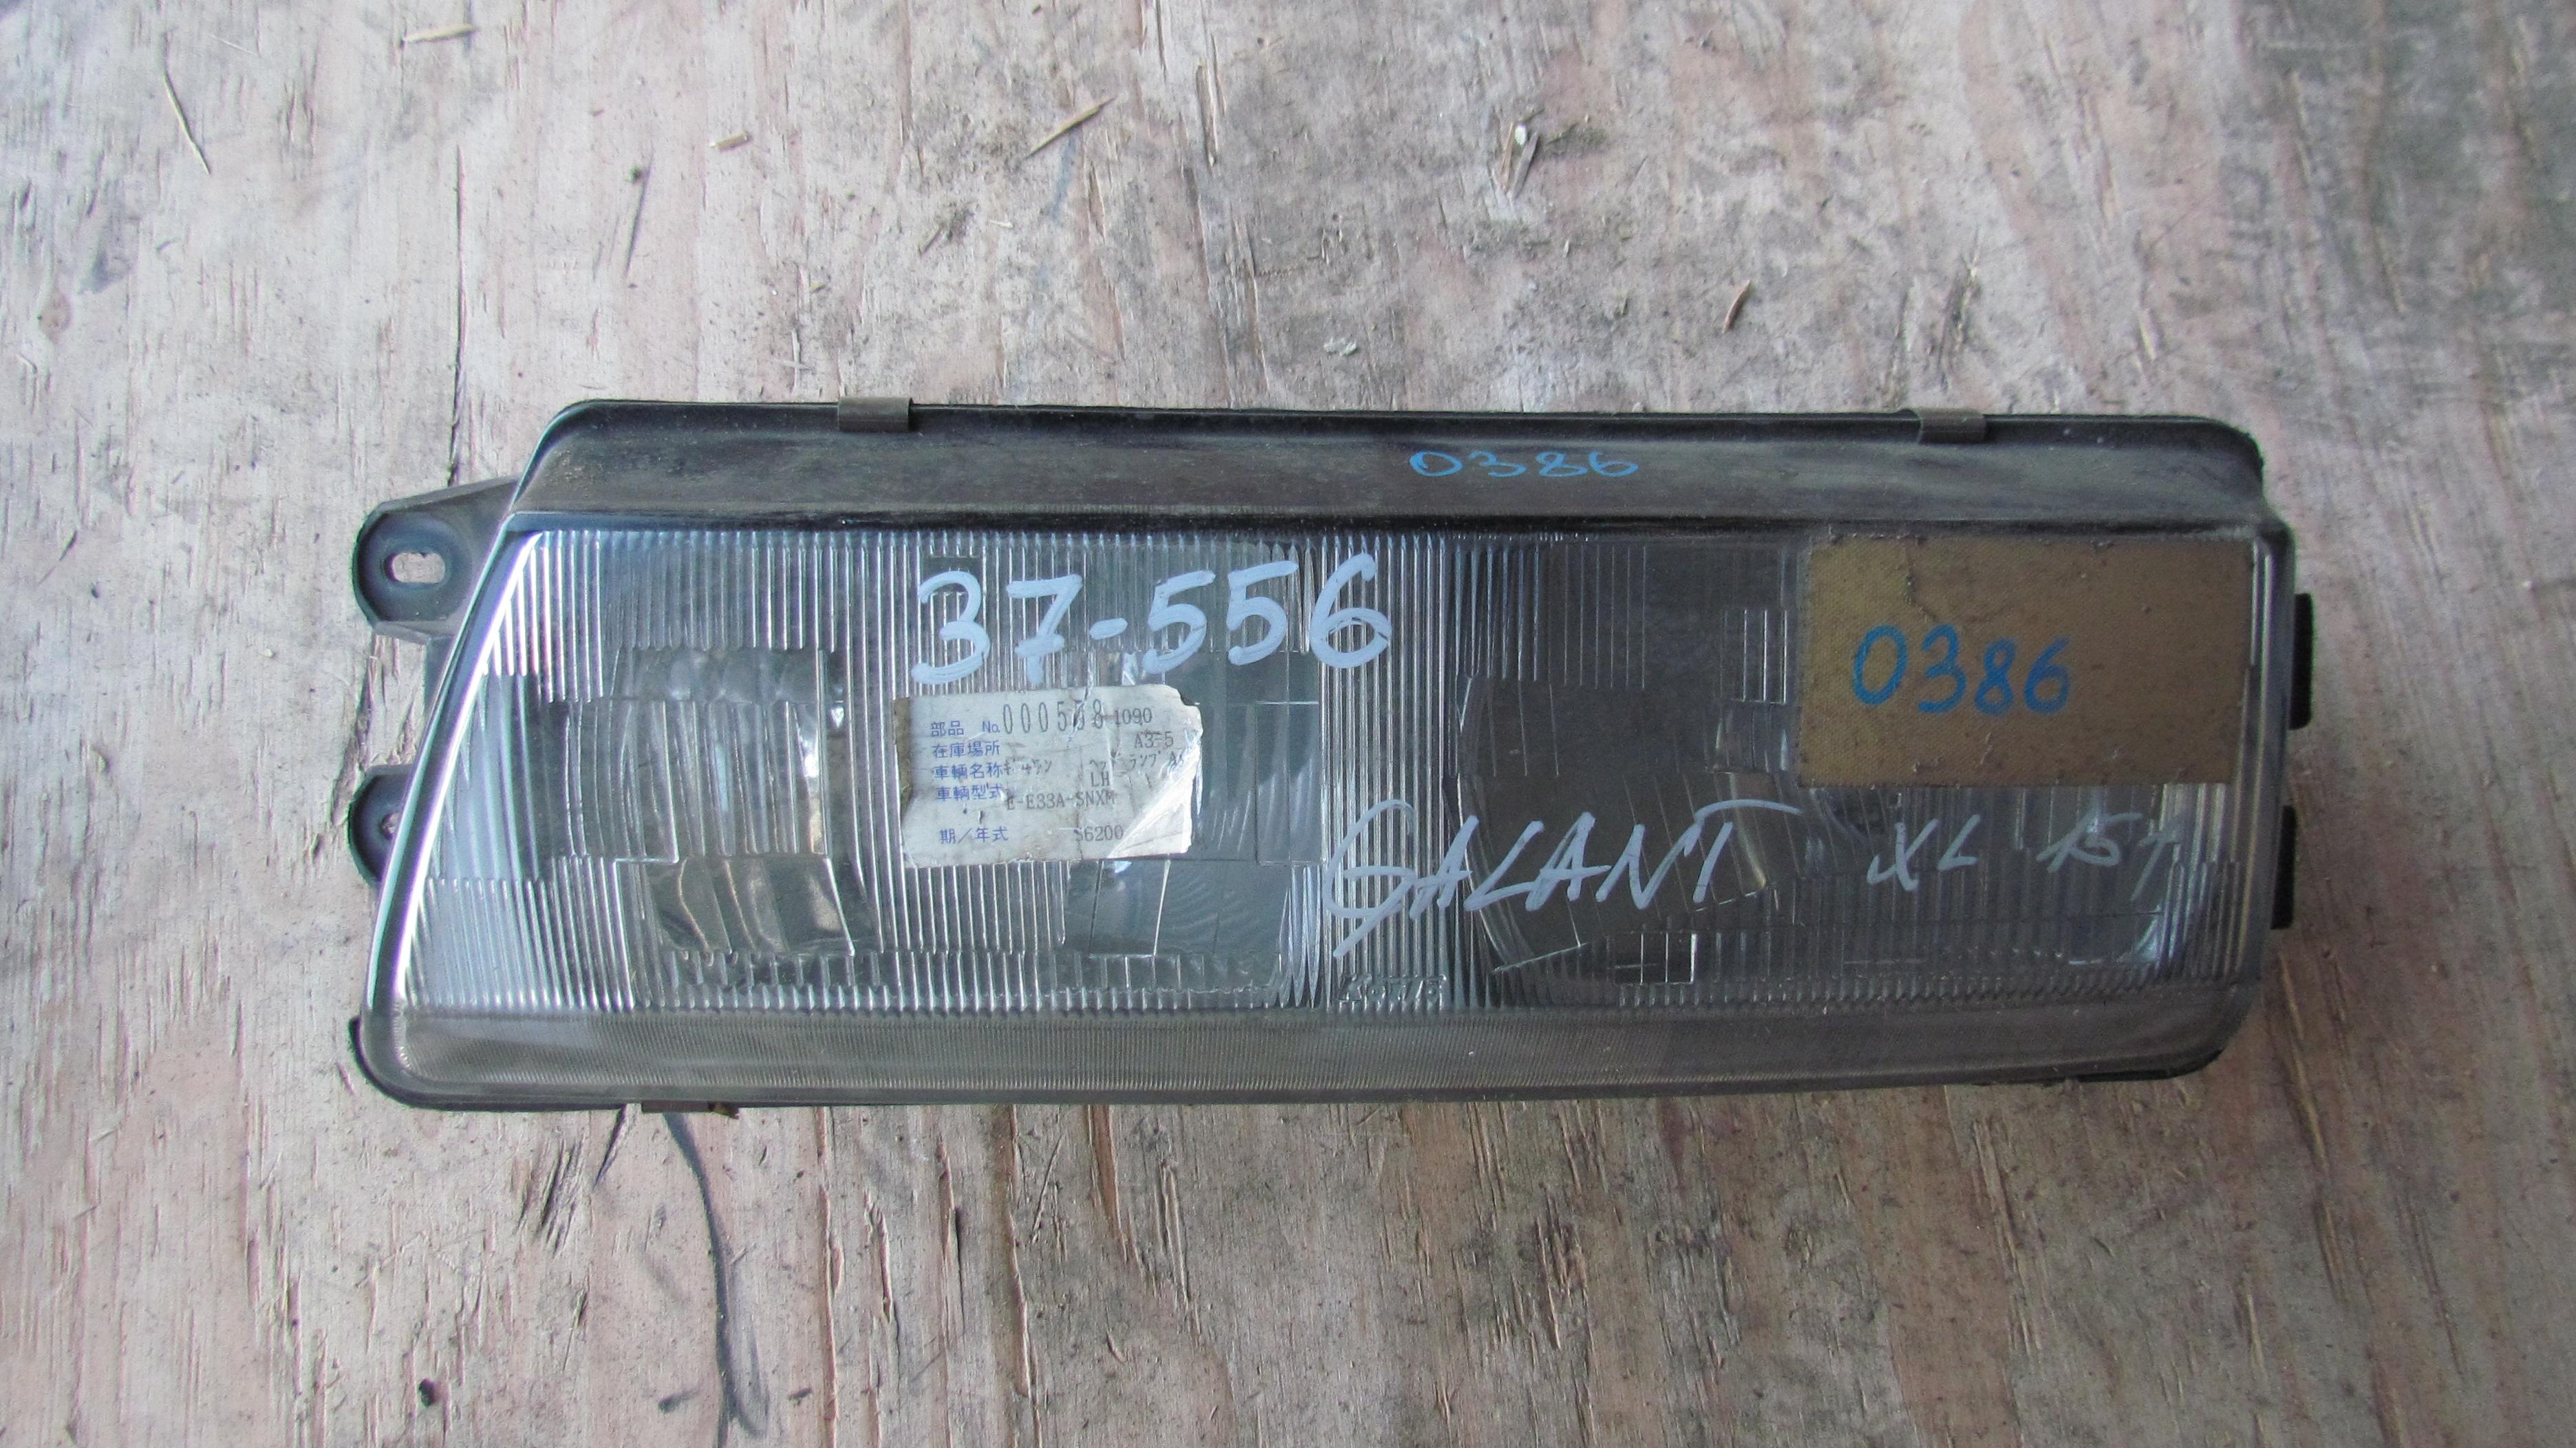 0386
37-556
0386
部品 No. 1090
在庫場所 A3-5
車輌名称
LH
車輌型式 E-E33A-SNXM
期/年式 S6200
GALANT XL
Koito